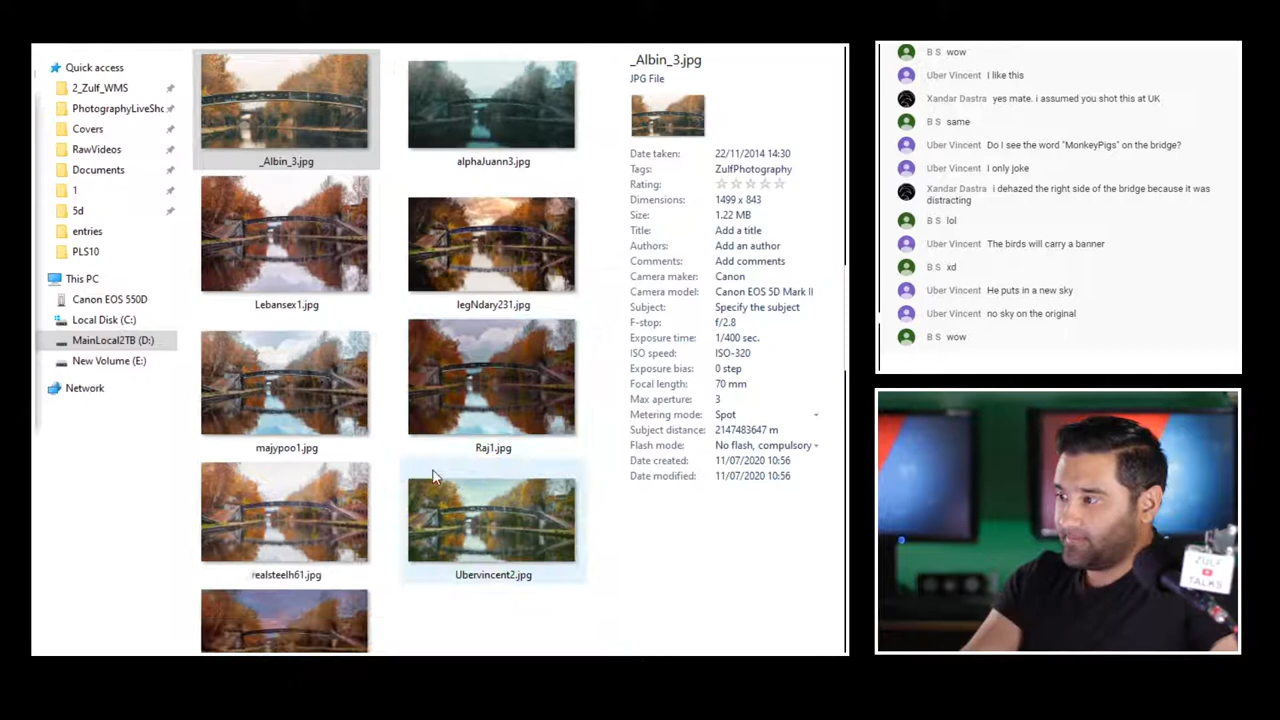 Quick access
2_Zulf_WMS
PhotographyLiveSho
Covers
RawVideos
Documents
1
5d
entries
PLS10
This PC
Canon EOS 550D
Local Disk (C:)
MainLocal2TB (D:)
New Volume (E:)
Network
_Albin_3.jpg
alphaJuann3.jpg
Lebansex1.jpg
legNdary231.jpg
majypoo1.jpg
Raj1.jpg
realsteelh61.jpg
Ubervincent2.jpg
_Albin_3.jpg
JPG File
Date taken: 22/11/2014 14:30
Tags: ZulfPhotography
Rating:
Dimensions: 1499 x 843
Size: 1.22 MB
Title: Add a title
Authors: Add an author
Comments: Add comments
Camera maker: Canon
Camera model: Canon EOS 5D Mark II
Subject: Specify the subject
F-stop: f/2.8
Exposure time: 1/400 sec.
ISO speed: ISO-320
Exposure bias: 0 step
Focal length: 70 mm
Max aperture: 3
Metering mode: Spot
Subject distance: 2147483647 m
Flash mode: No flash, compulsory
Date created: 11/07/2020 10:56
Date modified: 11/07/2020 10:56
B S wow
Uber Vincent I like this
Xandar Dastra yes mate. i assumed you shot this at UK
B S same
Uber Vincent Do I see the word "MonkeyPigs" on the bridge?
Uber Vincent I only joke
Xandar Dastra i dehazed the right side of the bridge because it was
distracting
B S lol
Uber Vincent The birds will carry a banner
B S xd
Uber Vincent He puts in a new sky
Uber Vincent no sky on the original
B S wow
ZULF
TALKS